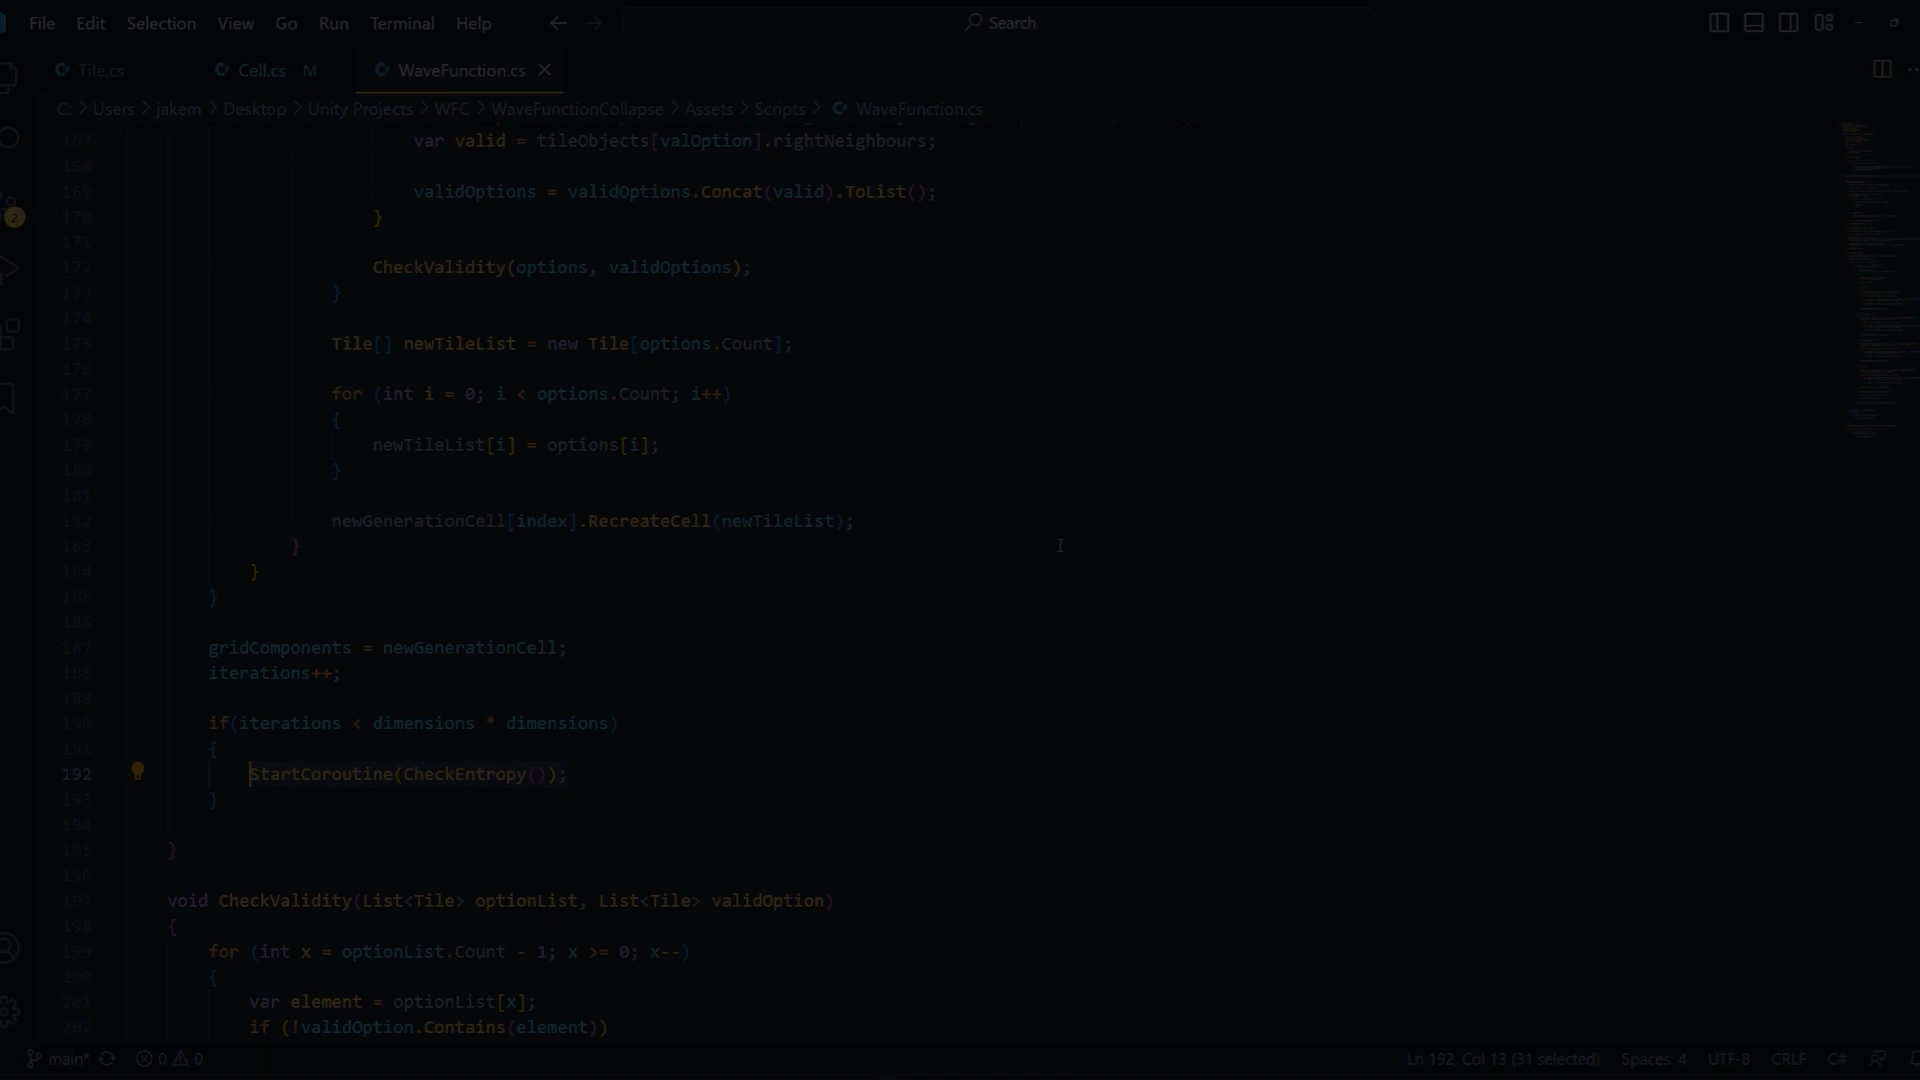 File Edit Selection View Go Run Terminal Help Search
Tile.cs Cell.cs M WaveFunction.cs
C: > Users > jakem > Desktop > Unity Projects > WFC > WaveFunctionCollapse > Assets > Scripts > WaveFunction.cs
167 var valid = tileObjects[valOption].rightNeighbours;
168
169 validOptions = validOptions.Concat(valid).ToList();
170 }
171
172 CheckValidity(options, validOptions);
173 }
174
175 Tile[] newTileList = new Tile[options.Count];
176
177 for (int i = 0; i < options.Count; i++)
178 {
179 newTileList[i] = options[i];
180 }
181
182 newGenerationCell[index].RecreateCell(newTileList);
183 }
184 }
185 }
186
187 gridComponents = newGenerationCell;
188 iterations++;
189
190 if(iterations < dimensions * dimensions)
191 {
192 StartCoroutine(CheckEntropy());
193 }
194
195 }
196
197 void CheckValidity(List<Tile> optionList, List<Tile> validOption)
198 {
199 for (int x = optionList.Count - 1; x >= 0; x--)
200 {
201 var element = optionList[x];
202 if (!validOption.Contains(element))
2
main* 0 0 Ln 192, Col 13 (31 selected) Spaces: 4 UTF-8 CRLF C#